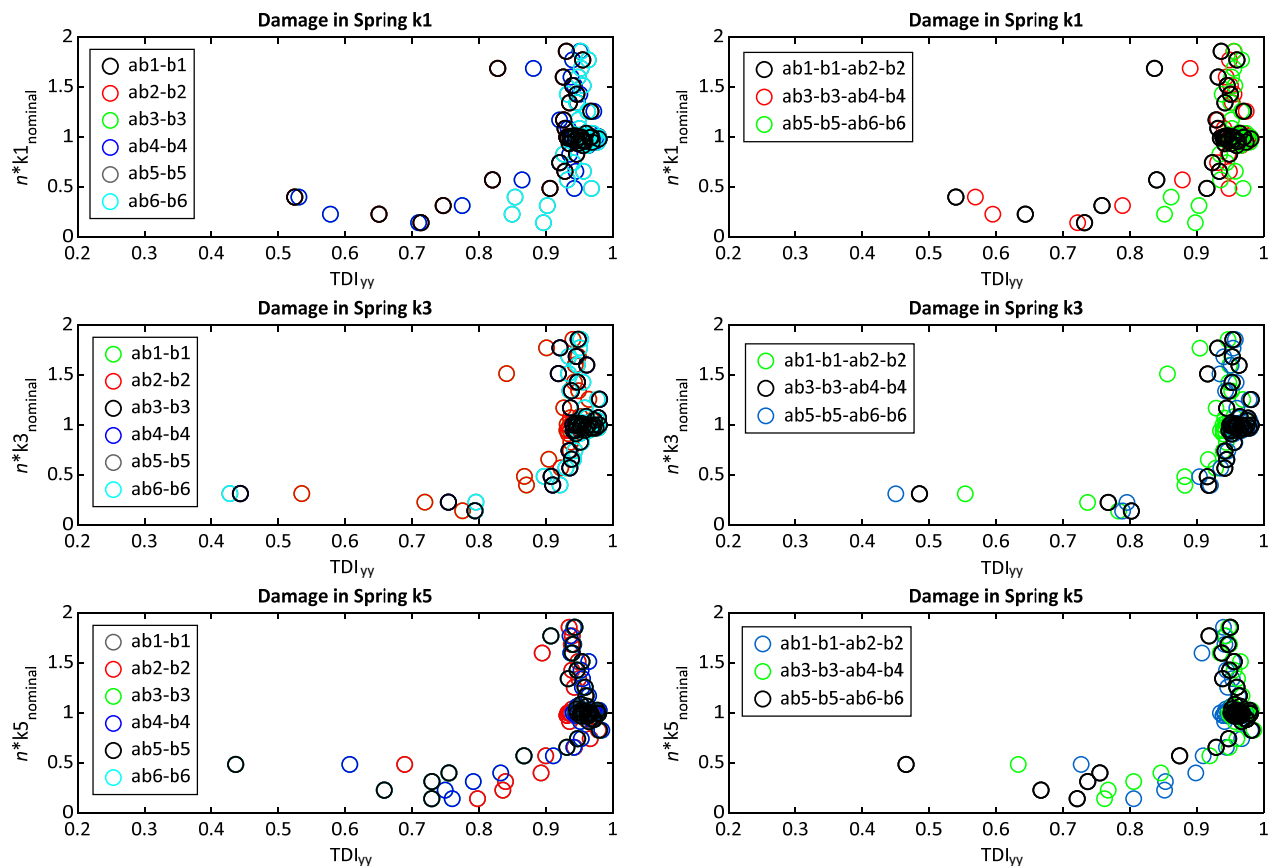 Damage in Spring k1
n*k1nominal
2
1.5
1
0.5
0
ab1-b1
ab2-b2
ab3-b3
ab4-b4
ab5-b5
ab6-b6
0.2 0.3 0.4 0.5 0.6 0.7 0.8 0.9 1
TDIyy
Damage in Spring k1
n*k1nominal
2
1.5
1
0.5
0
ab1-b1-ab2-b2
ab3-b3-ab4-b4
ab5-b5-ab6-b6
0.2 0.3 0.4 0.5 0.6 0.7 0.8 0.9 1
TDIyy
Damage in Spring k3
n*k3nominal
2
1.5
1
0.5
0
ab1-b1
ab2-b2
ab3-b3
ab4-b4
ab5-b5
ab6-b6
0.2 0.3 0.4 0.5 0.6 0.7 0.8 0.9 1
TDIyy
Damage in Spring k3
n*k3nominal
2
1.5
1
0.5
0
ab1-b1-ab2-b2
ab3-b3-ab4-b4
ab5-b5-ab6-b6
0.2 0.3 0.4 0.5 0.6 0.7 0.8 0.9 1
TDIyy
Damage in Spring k5
n*k5nominal
2
1.5
1
0.5
0
ab1-b1
ab2-b2
ab3-b3
ab4-b4
ab5-b5
ab6-b6
0.2 0.3 0.4 0.5 0.6 0.7 0.8 0.9 1
TDIyy
Damage in Spring k5
n*k5nominal
2
1.5
1
0.5
0
ab1-b1-ab2-b2
ab3-b3-ab4-b4
ab5-b5-ab6-b6
0.2 0.3 0.4 0.5 0.6 0.7 0.8 0.9 1
TDIyy